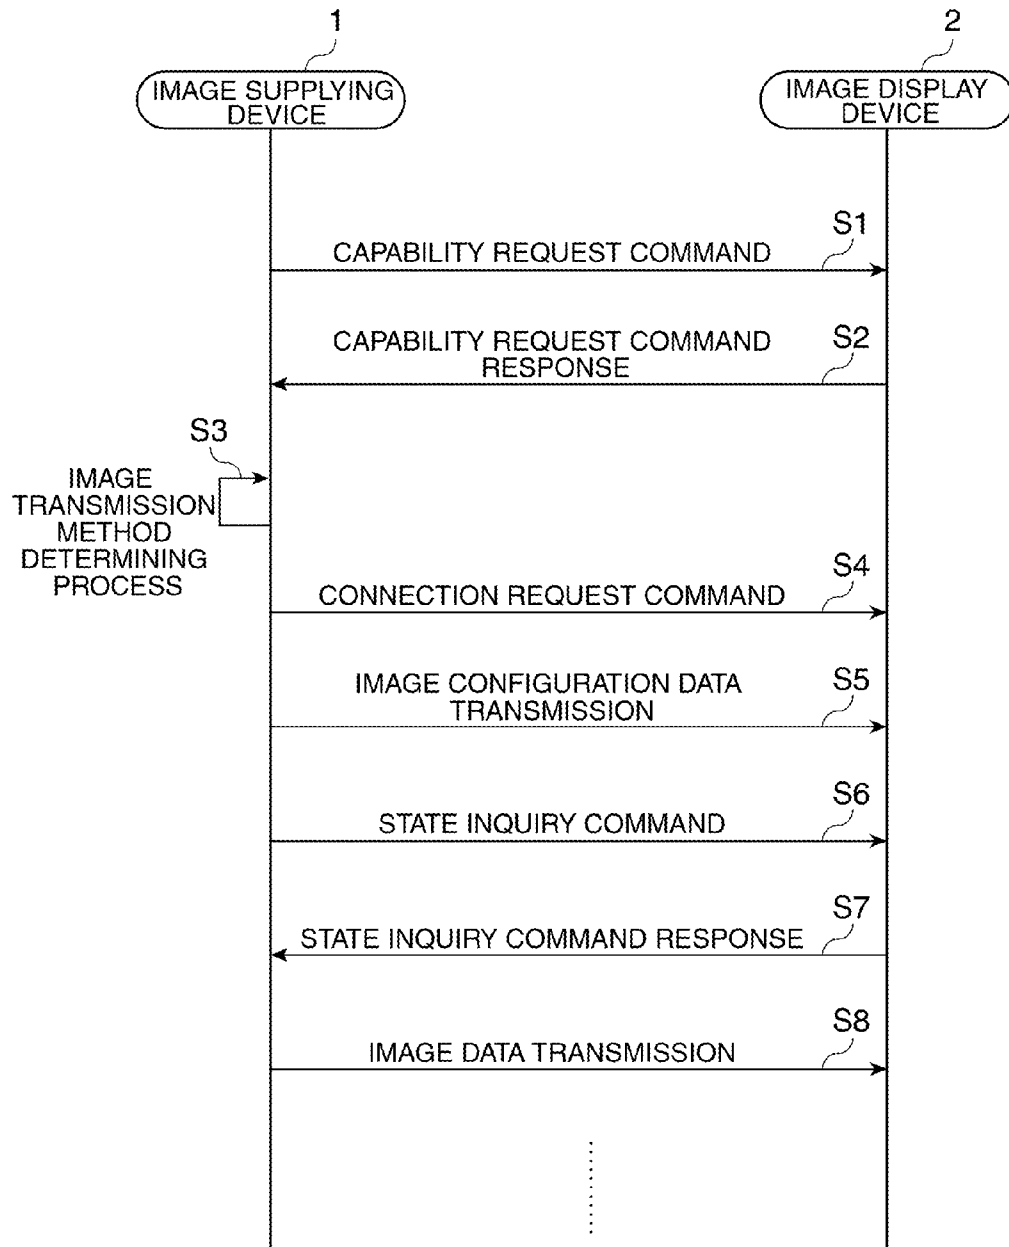 1
2
IMAGE SUPPLYING
DEVICE
IMAGE DISPLAY
DEVICE
S1
CAPABILITY REQUEST COMMAND
S2
CAPABILITY REQUEST COMMAND
RESPONSE
S3
IMAGE
TRANSMISSION
METHOD
DETERMINING
PROCESS
S4
CONNECTION REQUEST COMMAND
S5
IMAGE CONFIGURATION DATA
TRANSMISSION
S6
STATE INQUIRY COMMAND
S7
STATE INQUIRY COMMAND RESPONSE
S8
IMAGE DATA TRANSMISSION